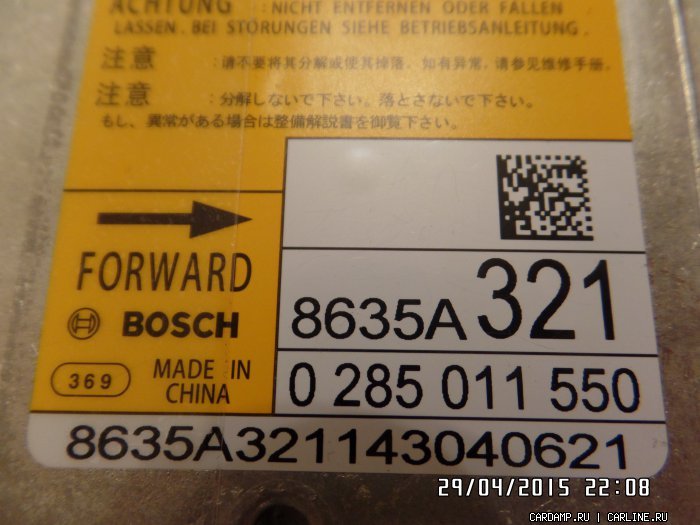 ACHTUNG : NICHT ENTFERNEN ODER FALLEN
LASSEN. BEI STÖRUNGEN SIEHE BETRIEBSANLEITUNG.
注意 : 请不要将其分解或使其掉落。如有异常，请参见维修手册。
注意 : 分解しないで下さい。落とさないで下さい。
もし、異常がある場合は整備解説書を御覧下さい。
FORWARD
BOSCH
8635A 321
369
MADE IN
CHINA
0 285 011 550
8635A321143040621
29/04/2015 22:08
CARDAMP.RU | CARLINE.RU